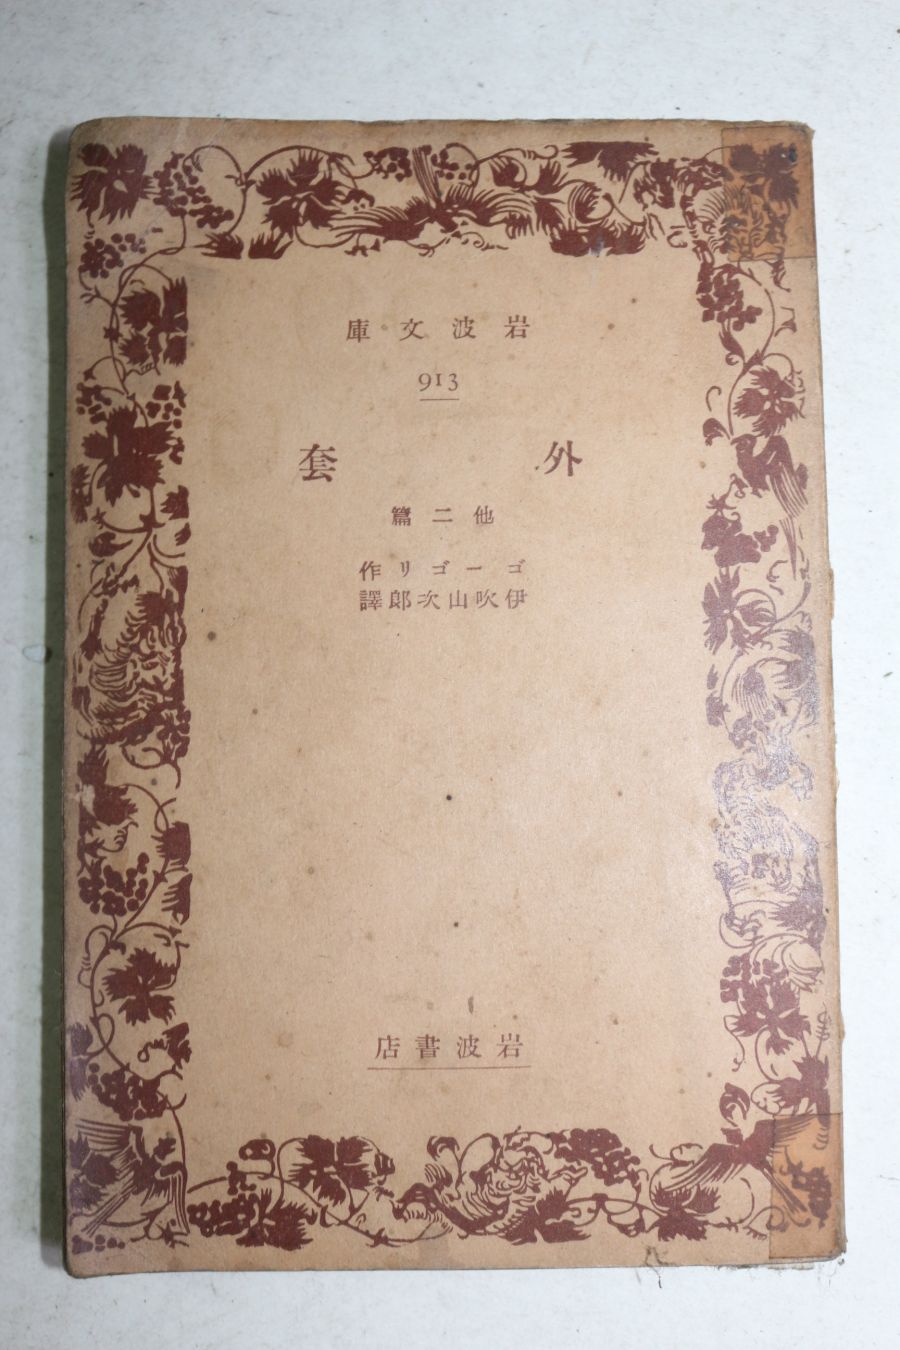 岩波文庫
913
外套
他二篇
ゴーゴリ作
伊吹山次郎譯
岩波書店